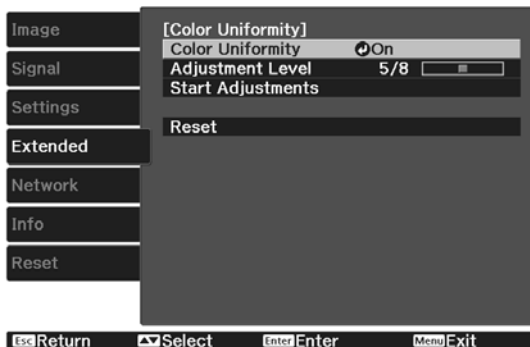 Image
Signal
Settings
Extended
Network
Info
Reset
[Color Uniformity]
Color Uniformity On
Adjustment Level 5/8
Start Adjustments
Reset
Esc Return Select Enter Enter Menu Exit